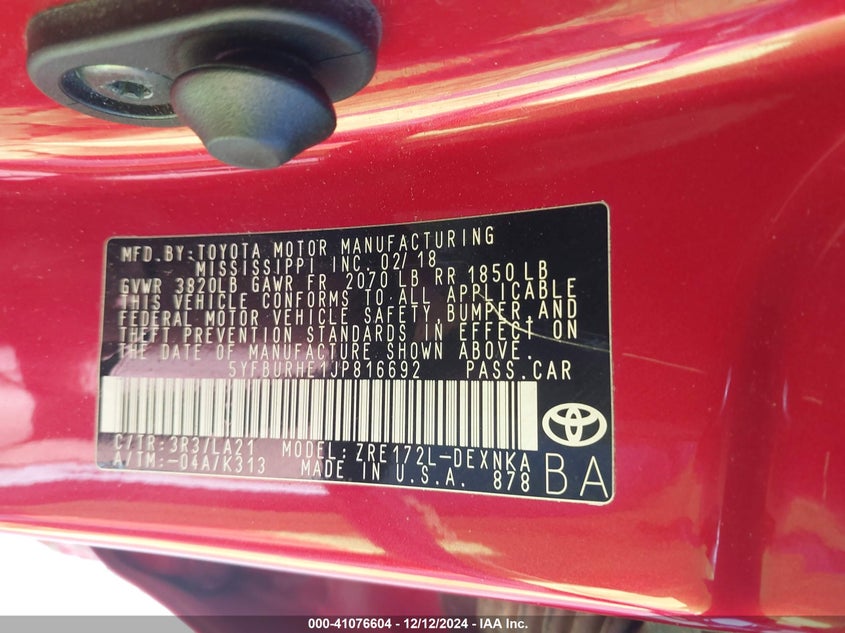 MFD.BY:TOYOTA MOTOR MANUFACTURING
MISSISSIPPI INC. 02/18
GVWR 3820LB GAWR FR 2070 LB RR 1850 LB
THIS VEHICLE CONFORMS TO ALL APPLICABLE
FEDERAL MOTOR VEHICLE SAFETY,BUMPER,AND
THEFT PREVENTION STANDARDS IN EFFECT ON
THE DATE OF MANUFACTURE SHOWN ABOVE.
5YFBURHE1JP816692 PASS.CAR
C/TR:3R3/LA21 MODEL:ZRE172L-DEXNKA
A/TM:-04A/K313 MADE IN U.S.A. 878
BA
000-41076604 - 12/12/2024 - IAA Inc.